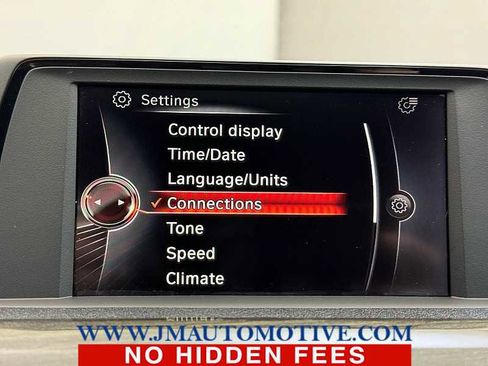 Settings
Control display
Time/Date
Language/Units
✓ Connections
Tone
Speed
Climate
WWW.JMAUTOMOTIVE.COM
NO HIDDEN FEES